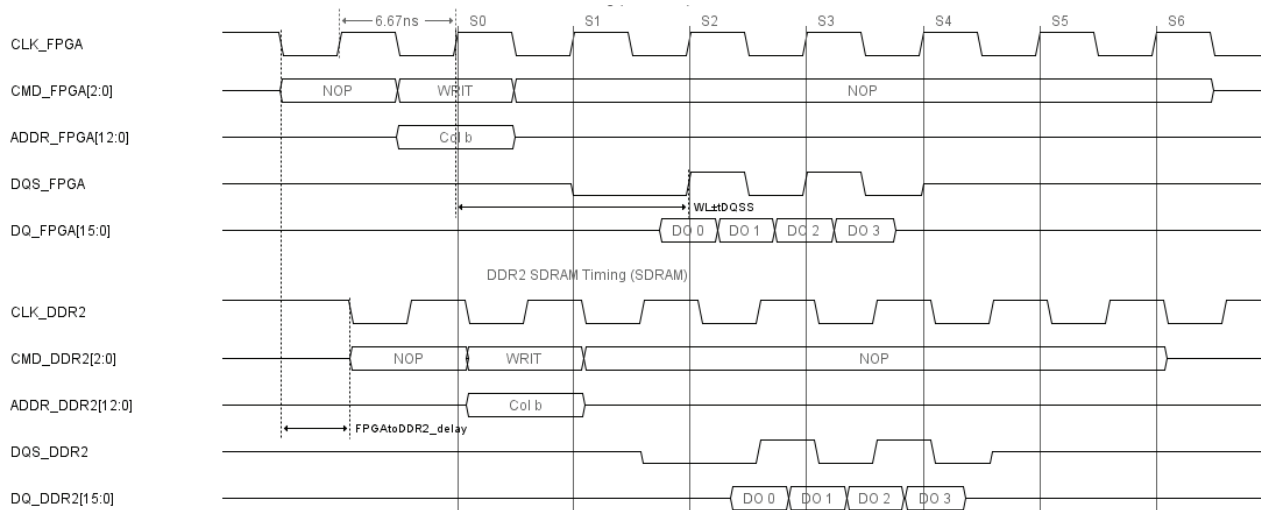 6.67ns S0 S1 S2 S3 S4 S5 S6
CLK_FPGA
CMD_FPGA[2:0] NOP WRIT NOP
ADDR_FPGA[12:0] Col b
DQS_FPGA
WL±tDQSS
DQ_FPGA[15:0] DO 0 DO 1 DO 2 DO 3
DDR2 SDRAM Timing (SDRAM)
CLK_DDR2
CMD_DDR2[2:0] NOP WRIT NOP
ADDR_DDR2[12:0] Col b
FPGAtoDDR2_delay
DQS_DDR2
DQ_DDR2[15:0] DO 0 DO 1 DO 2 DO 3